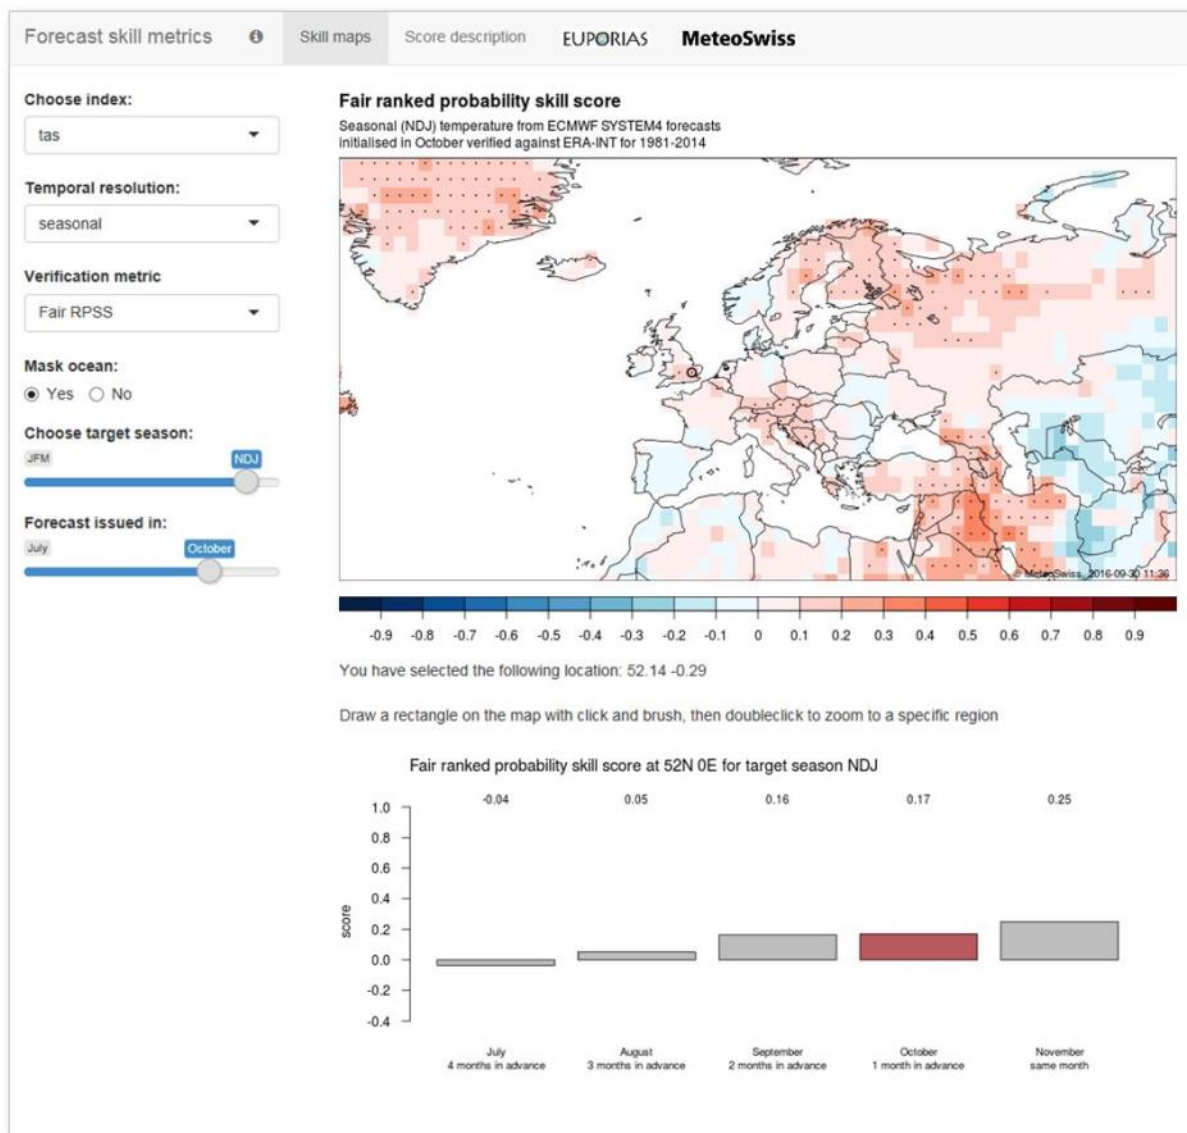 Forecast skill metrics
Skill maps
Score description
EUPORIAS
MeteoSwiss
Choose index:
tas
Temporal resolution:
seasonal
Verification metric
Fair RPSS
Mask ocean:
Yes
No
Choose target season:
JFM
NDJ
Forecast issued in:
July
October
Fair ranked probability skill score
Seasonal (NDJ) temperature from ECMWF SYSTEM4 forecasts
initialised in October verified against ERA-INT for 1981-2014
© MeteoSwiss, 2016-09-30 11:36
-0.9 -0.8 -0.7 -0.6 -0.5 -0.4 -0.3 -0.2 -0.1 0 0.1 0.2 0.3 0.4 0.5 0.6 0.7 0.8 0.9
You have selected the following location: 52.14 -0.29
Draw a rectangle on the map with click and brush, then doubleclick to zoom to a specific region
Fair ranked probability skill score at 52N 0E for target season NDJ
-0.04 0.05 0.16 0.17 0.25
1.0
0.8
0.6
0.4
0.2
0.0
-0.2
-0.4
score
July
4 months in advance
August
3 months in advance
September
2 months in advance
October
1 month in advance
November
same month